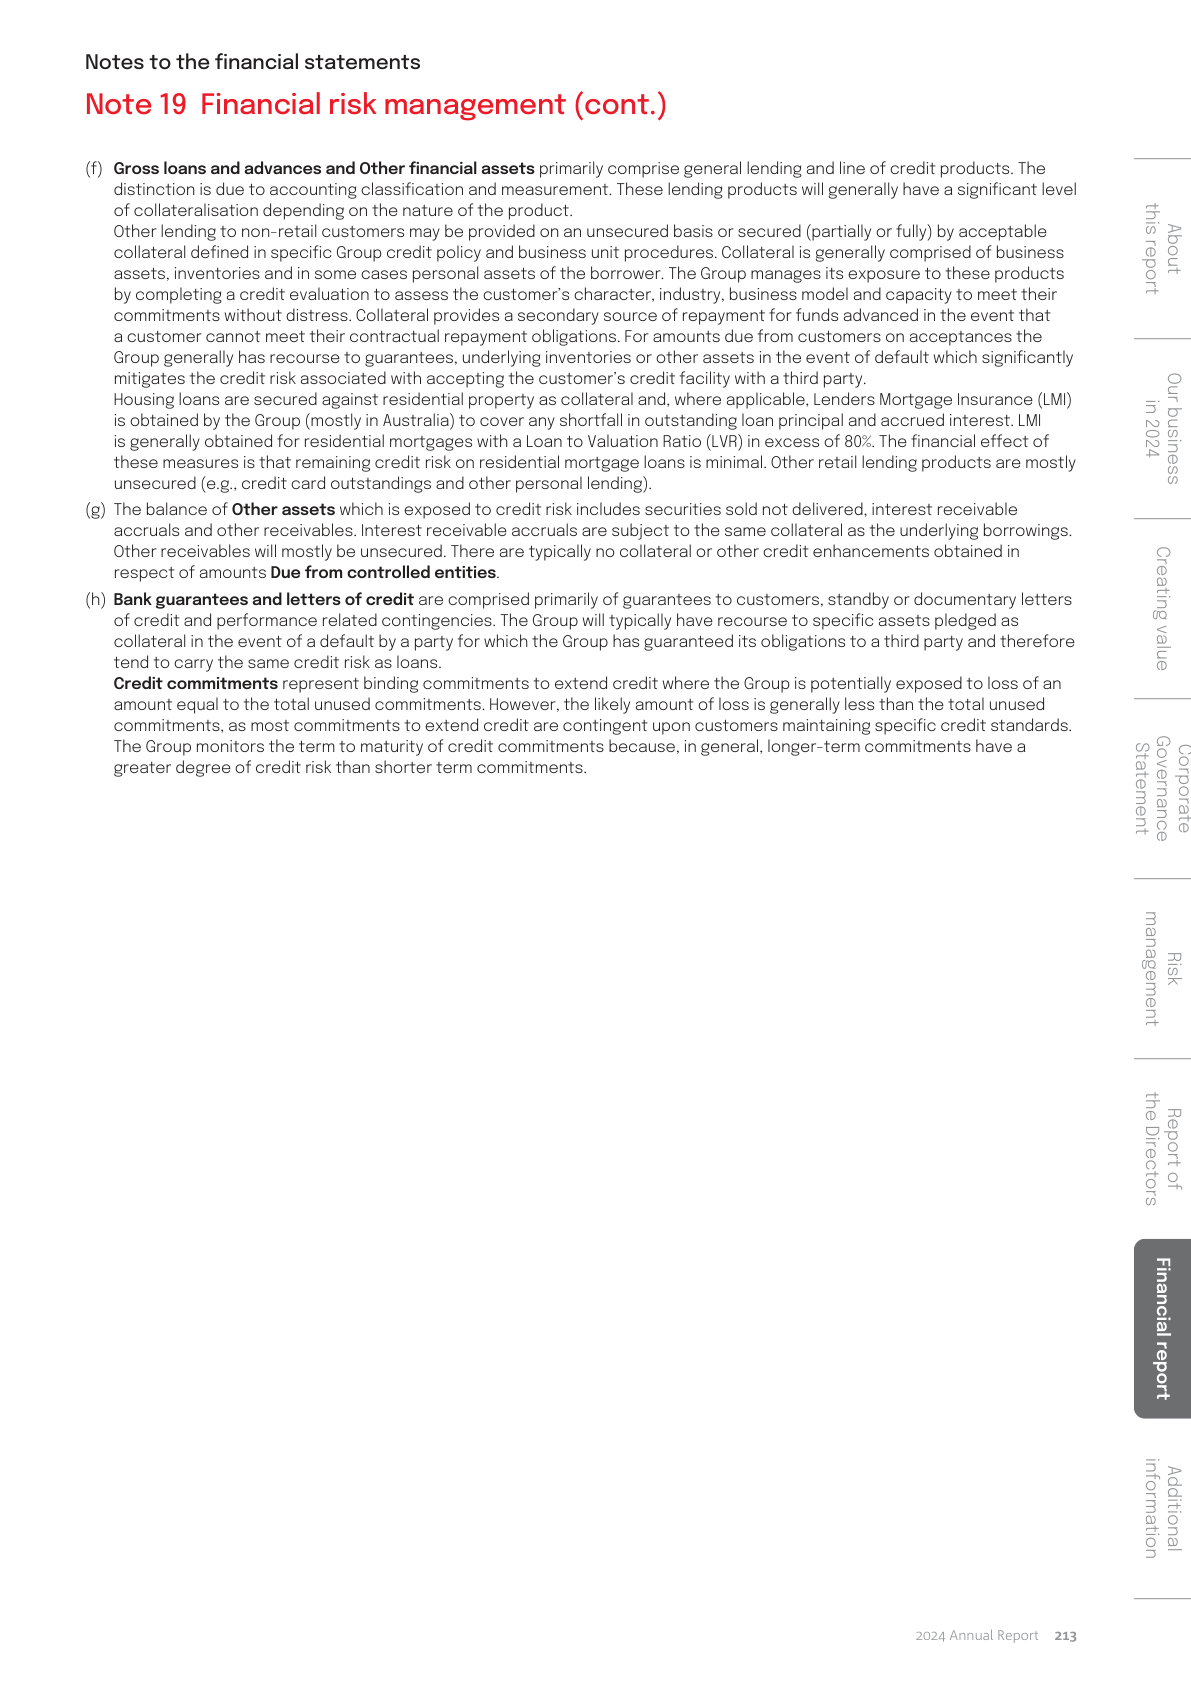 Notes to the financial statements
Note 19 Financial risk management (cont.)
(f) Gross loans and advances and Other financial assets primarily comprise general lending and line of credit products. The
distinction is due to accounting classification and measurement. These lending products will generally have a significant level
of collateralisation depending on the nature of the product.
Other lending to non-retail customers may be provided on an unsecured basis or secured (partially or fully) by acceptable
collateral defined in specific Group credit policy and business unit procedures. Collateral is generally comprised of business
assets, inventories and in some cases personal assets of the borrower. The Group manages its exposure to these products
by completing a credit evaluation to assess the customer's character, industry, business model and capacity to meet their
commitments without distress. Collateral provides a secondary source of repayment for funds advanced in the event that
a customer cannot meet their contractual repayment obligations. For amounts due from customers on acceptances the
Group generally has recourse to guarantees, underlying inventories or other assets in the event of default which significantly
mitigates the credit risk associated with accepting the customer's credit facility with a third party.
Housing loans are secured against residential property as collateral and, where applicable, Lenders Mortgage Insurance (LMI)
is obtained by the Group (mostly in Australia) to cover any shortfall in outstanding loan principal and accrued interest. LMI
is generally obtained for residential mortgages with a Loan to Valuation Ratio (LVR) in excess of 80%. The financial effect of
these measures is that remaining credit risk on residential mortgage loans is minimal. Other retail lending products are mostly
unsecured (e.g., credit card outstandings and other personal lending).
(g) The balance of Other assets which is exposed to credit risk includes securities sold not delivered, interest receivable
accruals and other receivables. Interest receivable accruals are subject to the same collateral as the underlying borrowings.
Other receivables will mostly be unsecured. There are typically no collateral or other credit enhancements obtained in
respect of amounts Due from controlled entities.
(h) Bank guarantees and letters of credit are comprised primarily of guarantees to customers, standby or documentary letters
of credit and performance related contingencies. The Group will typically have recourse to specific assets pledged as
collateral in the event of a default by a party for which the Group has guaranteed its obligations to a third party and therefore
tend to carry the same credit risk as loans.
Credit commitments represent binding commitments to extend credit where the Group is potentially exposed to loss of an
amount equal to the total unused commitments. However, the likely amount of loss is generally less than the total unused
commitments, as most commitments to extend credit are contingent upon customers maintaining specific credit standards.
The Group monitors the term to maturity of credit commitments because, in general, longer-term commitments have a
greater degree of credit risk than shorter term commitments.
About
this report
Our business
in 2024
Creating value
Corporate
Governance
Statement
Risk
management
Report of
the Directors
Financial report
Additional
information
2024 Annual Report 213